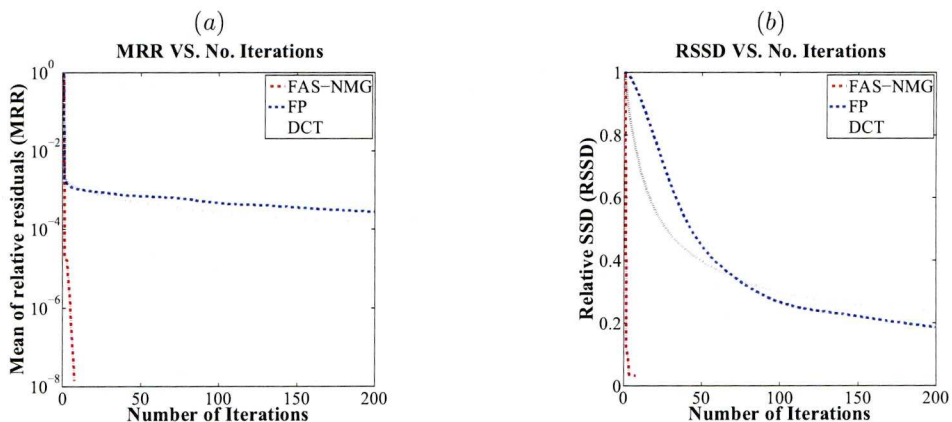 (a)
MRR VS. No. Iterations
FAS-NMG
FP
DCT
10^0
10^-2
10^-4
10^-6
10^-8
Mean of relative residuals (MRR)
0
50
100
150
200
Number of Iterations
(b)
RSSD VS. No. Iterations
FAS-NMG
FP
DCT
1
0.8
0.6
0.4
0.2
0
Relative SSD (RSSD)
0
50
100
150
200
Number of Iterations